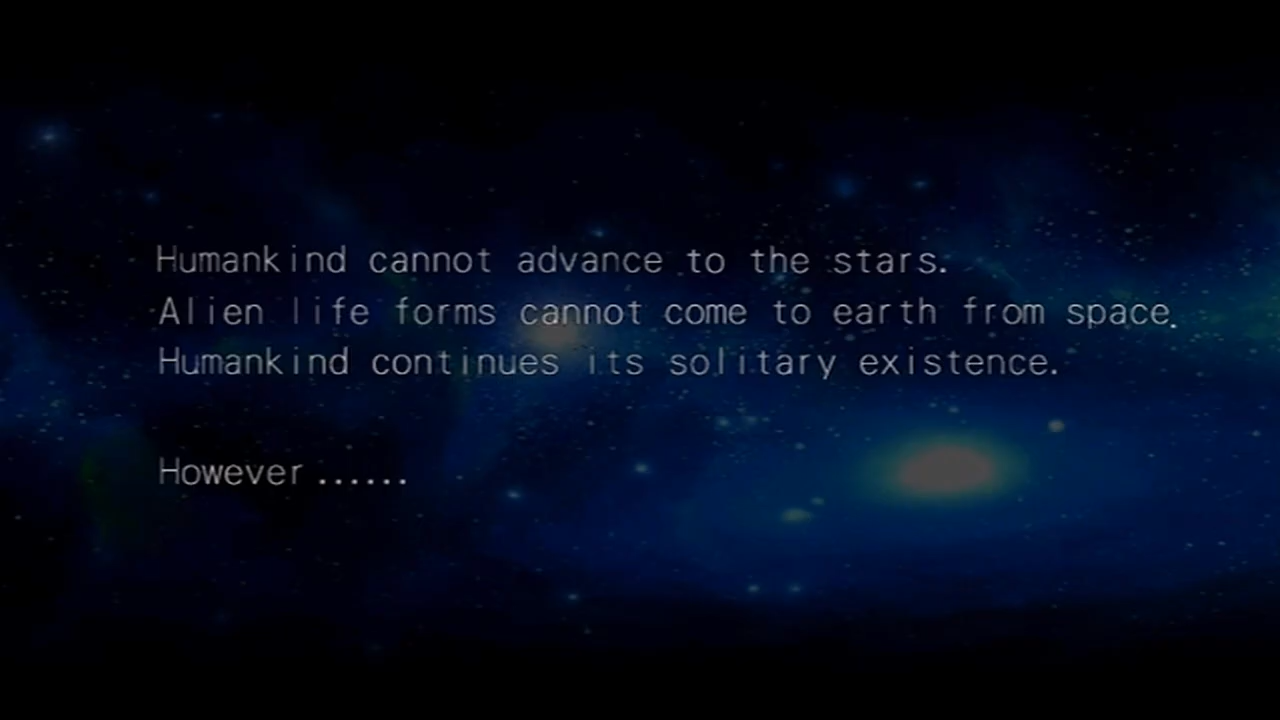 Humankind cannot advance to the stars.
Alien life forms cannot come to earth from space.
Humankind continues its solitary existence.
However ......